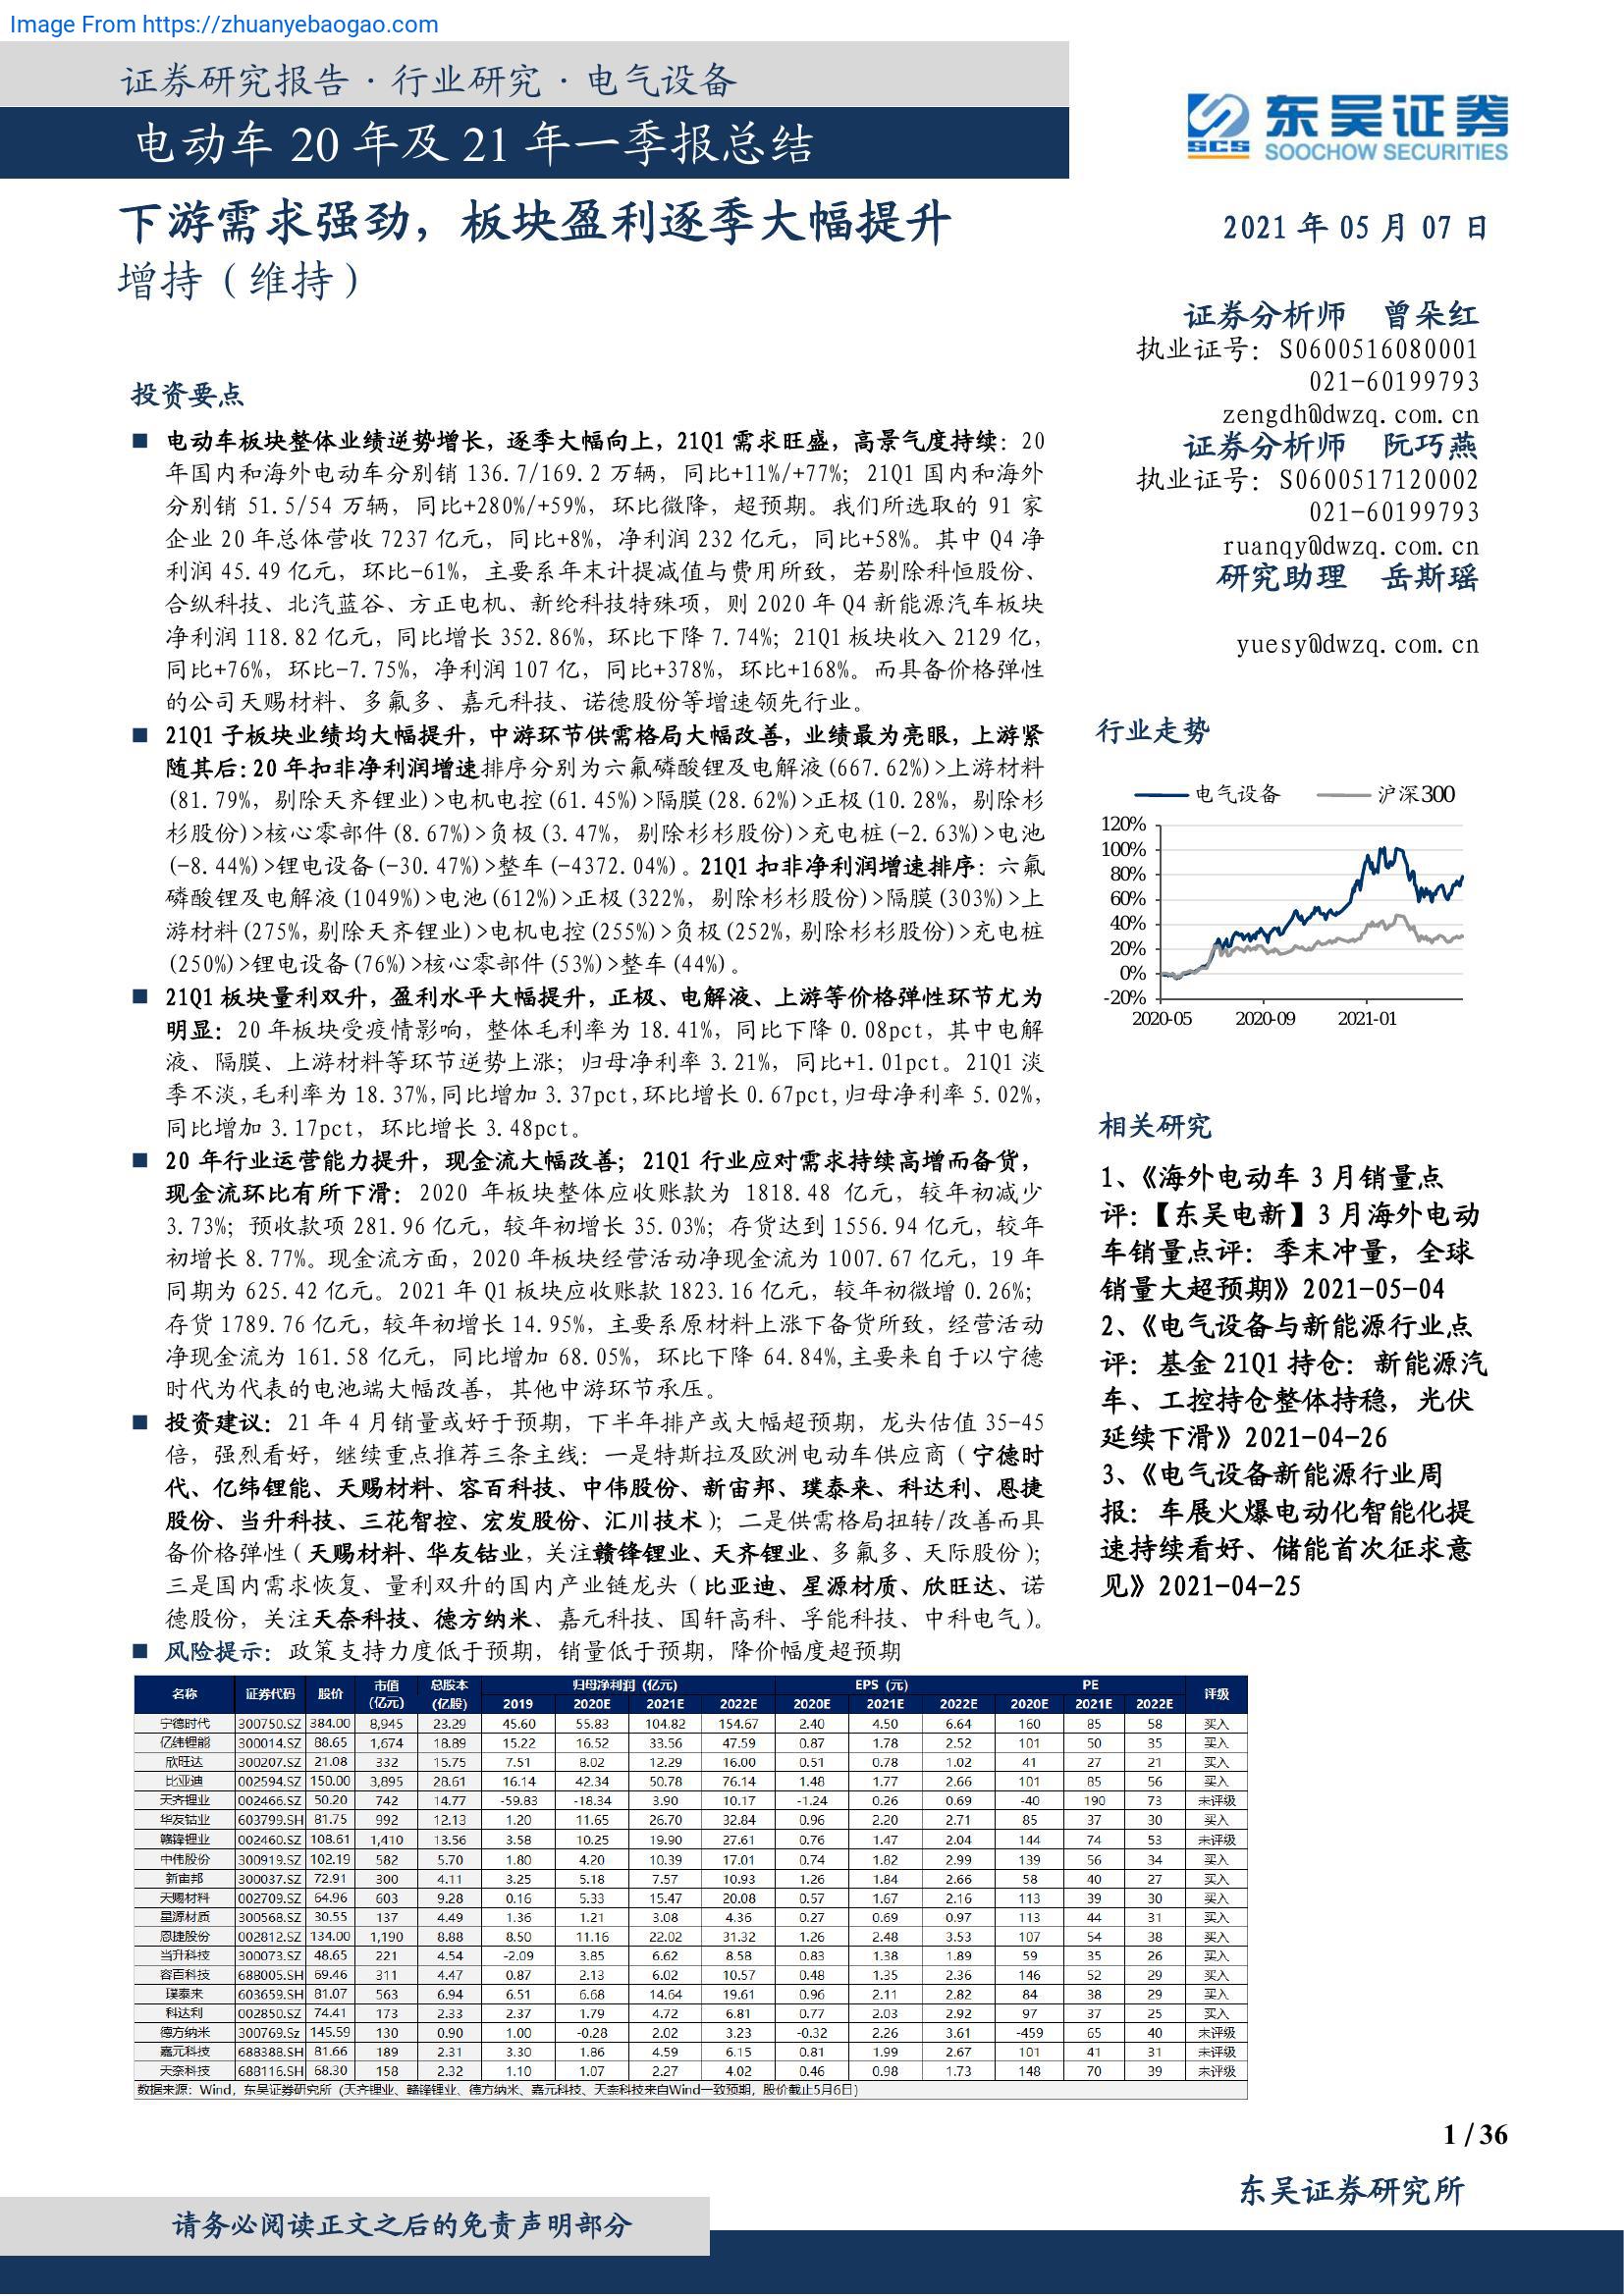 Image From https://zhuanyebaogao.com
证券研究报告·行业研究·电气设备
电动车 20 年及 21 年一季报总结
东吴证券
SCS
SOOCHOW SECURITIES
下游需求强劲，板块盈利逐季大幅提升
增持（维持）
2021 年 05 月 07 日
证券分析师 曾朵红
执业证号：S0600516080001
021-60199793
zengdh@dwzq.com.cn
证券分析师 阮巧燕
执业证号：S0600517120002
021-60199793
ruanqy@dwzq.com.cn
研究助理 岳斯瑶
yuesy@dwzq.com.cn
投资要点
■ 电动车板块整体业绩逆势增长，逐季大幅向上，21Q1 需求旺盛，高景气度持续：20
年国内和海外电动车分别销 136.7/169.2 万辆，同比+11%/+77%；21Q1 国内和海外
分别销 51.5/54 万辆，同比+280%/+59%，环比微降，超预期。我们所选取的 91 家
企业 20 年总体营收 7237 亿元，同比+8%，净利润 232 亿元，同比+58%。其中 Q4 净
利润 45.49 亿元，环比-61%，主要系年末计提减值与费用所致，若剔除科恒股份、
合纵科技、北汽蓝谷、方正电机、新纶科技特殊项，则 2020 年 Q4 新能源汽车板块
净利润 118.82 亿元，同比增长 352.86%，环比下降 7.74%；21Q1 板块收入 2129 亿，
同比+76%，环比-7.75%，净利润 107 亿，同比+378%，环比+168%。而具备价格弹性
的公司天赐材料、多氟多、嘉元科技、诺德股份等增速领先行业。
■ 21Q1 子板块业绩均大幅提升，中游环节供需格局大幅改善，业绩最为亮眼，上游紧
随其后：20 年扣非净利润增速排序分别为六氟磷酸锂及电解液(667.62%)>上游材料
(81.79%，剔除天齐锂业)>电机电控(61.45%)>隔膜(28.62%)>正极(10.28%，剔除杉
杉股份)>核心零部件(8.67%)>负极(3.47%，剔除杉杉股份)>充电桩(-2.63%)>电池
(-8.44%)>锂电设备(-30.47%)>整车(-4372.04%)。21Q1 扣非净利润增速排序：六氟
磷酸锂及电解液(1049%)>电池(612%)>正极(322%，剔除杉杉股份)>隔膜(303%)>上
游材料(275%,剔除天齐锂业)>电机电控(255%)>负极(252%,剔除杉杉股份)>充电桩
(250%)>锂电设备(76%)>核心零部件(53%)>整车(44%)。
■ 21Q1 板块量利双升，盈利水平大幅提升，正极、电解液、上游等价格弹性环节尤为
明显：20 年板块受疫情影响，整体毛利率为 18.41%，同比下降 0.08pct，其中电解
液、隔膜、上游材料等环节逆势上涨；归母净利率 3.21%，同比+1.01pct。21Q1 淡
季不淡,毛利率为 18.37%,同比增加 3.37pct,环比增长 0.67pct,归母净利率 5.02%，
同比增加 3.17pct，环比增长 3.48pct。
■ 20 年行业运营能力提升，现金流大幅改善；21Q1 行业应对需求持续高增而备货，
现金流环比有所下滑：2020 年板块整体应收账款为 1818.48 亿元，较年初减少
3.73%；预收款项 281.96 亿元，较年初增长 35.03%；存货达到 1556.94 亿元，较年
初增长 8.77%。现金流方面，2020 年板块经营活动净现金流为 1007.67 亿元，19 年
同期为 625.42 亿元。2021 年 Q1 板块应收账款 1823.16 亿元，较年初微增 0.26%；
存货 1789.76 亿元，较年初增长 14.95%，主要系原材料上涨下备货所致，经营活动
净现金流为 161.58 亿元，同比增加 68.05%，环比下降 64.84%,主要来自于以宁德
时代为代表的电池端大幅改善，其他中游环节承压。
■ 投资建议：21 年 4 月销量或好于预期，下半年排产或大幅超预期，龙头估值 35-45
倍，强烈看好，继续重点推荐三条主线：一是特斯拉及欧洲电动车供应商（宁德时
代、亿纬锂能、天赐材料、容百科技、中伟股份、新宙邦、璞泰来、科达利、恩捷
股份、当升科技、三花智控、宏发股份、汇川技术）；二是供需格局扭转/改善而具
备价格弹性（天赐材料、华友钴业，关注赣锋锂业、天齐锂业、多氟多、天际股份）；
三是国内需求恢复、量利双升的国内产业链龙头（比亚迪、星源材质、欣旺达、诺
德股份，关注天奈科技、德方纳米、嘉元科技、国轩高科、孚能科技、中科电气）。
■ 风险提示：政策支持力度低于预期，销量低于预期，降价幅度超预期
行业走势
电气设备 沪深300
120%
100%
80%
60%
40%
20%
0%
-20%
2020-05 2020-09 2021-01
相关研究
1、《海外电动车 3 月销量点
评：【东吴电新】3 月海外电动
车销量点评：季末冲量，全球
销量大超预期》2021-05-04
2、《电气设备与新能源行业点
评：基金 21Q1 持仓：新能源汽
车、工控持仓整体持稳，光伏
延续下滑》2021-04-26
3、《电气设备新能源行业周
报：车展火爆电动化智能化提
速持续看好、储能首次征求意
见》2021-04-25
名称 证券代码 股价 市值（亿元） 总股本（亿股） 归母净利润（亿元） EPS（元） PE 评级
2019 2020E 2021E 2022E 2020E 2021E 2022E 2020E 2021E 2022E
宁德时代 300750.SZ 384.00 8,945 23.29 45.60 55.83 104.82 154.67 2.40 4.50 6.64 160 85 58 买入
亿纬锂能 300014.SZ 88.65 1,674 18.89 15.22 16.52 33.56 47.59 0.87 1.78 2.52 101 50 35 买入
欣旺达 300207.SZ 21.08 332 15.75 7.51 8.02 12.29 16.00 0.51 0.78 1.02 41 27 21 买入
比亚迪 002594.SZ 150.00 3,895 28.61 16.14 42.34 50.78 76.14 1.48 1.77 2.66 101 85 56 买入
天齐锂业 002466.SZ 50.20 742 14.77 -59.83 -18.34 3.90 10.17 -1.24 0.26 0.69 -40 190 73 未评级
华友钴业 603799.SH 81.75 992 12.13 1.20 11.65 26.70 32.84 0.96 2.20 2.71 85 37 30 买入
赣锋锂业 002460.SZ 108.61 1,410 13.56 3.58 10.25 19.90 27.61 0.76 1.47 2.04 144 74 53 未评级
中伟股份 300919.SZ 102.19 582 5.70 1.80 4.20 10.39 17.01 0.74 1.82 2.99 139 56 34 买入
新宙邦 300037.SZ 72.91 300 4.11 3.25 5.18 7.57 10.93 1.26 1.84 2.66 58 40 27 买入
天赐材料 002709.SZ 64.96 603 9.28 0.16 5.33 15.47 20.08 0.57 1.67 2.16 113 39 30 买入
星源材质 300568.SZ 30.55 137 4.49 1.36 1.21 3.08 4.36 0.27 0.69 0.97 113 44 31 买入
恩捷股份 002812.SZ 134.00 1,190 8.88 8.50 11.16 22.02 31.32 1.26 2.48 3.53 107 54 38 买入
当升科技 300073.SZ 48.65 221 4.54 -2.09 3.85 6.62 8.58 0.83 1.38 1.89 59 35 26 买入
容百科技 688005.SH 69.46 311 4.47 0.87 2.13 6.02 10.57 0.48 1.35 2.36 146 52 29 买入
璞泰来 603659.SH 81.07 563 6.94 6.51 6.68 14.64 19.61 0.96 2.11 2.82 84 38 29 买入
科达利 002850.SZ 74.41 173 2.33 2.37 1.79 4.72 6.81 0.77 2.03 2.92 97 37 25 买入
德方纳米 300769.Sz 145.59 130 0.90 1.00 -0.28 2.02 3.23 -0.32 2.26 3.61 -459 65 40 未评级
嘉元科技 688388.SH 81.66 189 2.31 3.30 1.86 4.59 6.15 0.81 1.99 2.67 101 41 31 未评级
天奈科技 688116.SH 68.30 158 2.32 1.10 1.07 2.27 4.02 0.46 0.98 1.73 148 70 39 未评级
数据来源：Wind，东吴证券研究所（天齐锂业、赣锋锂业、德方纳米、嘉元科技、天奈科技来自Wind一致预期，股价截止5月6日）
1 / 36
东吴证券研究所
请务必阅读正文之后的免责声明部分